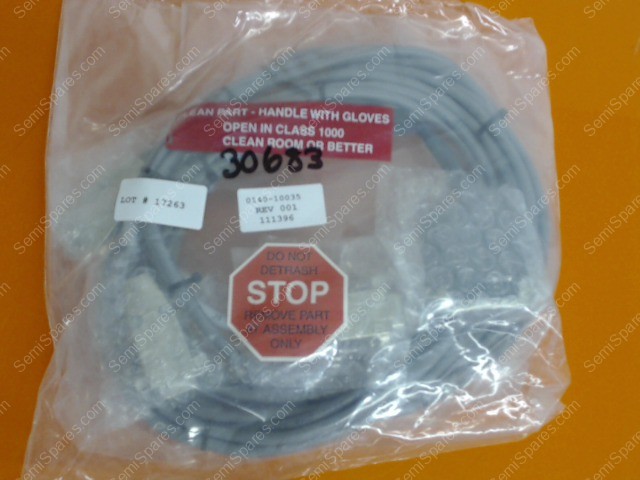 CLEAN PART - HANDLE WITH GLOVES
OPEN IN CLASS 1000
CLEAN ROOM OR BETTER
30683
LOT # 17263
0140-10035
REV 001
111396
DO NOT
DETRASH
STOP
REMOVE PART
AT ASSEMBLY
ONLY
SemiSpares.com